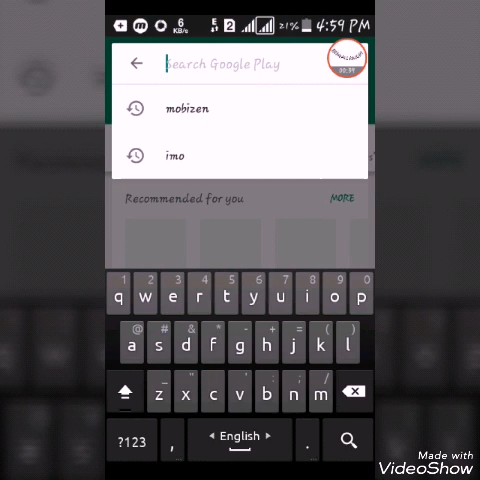 6 KB/s 2 21% 4:59 PM
Search Google Play
mobizen
imo
Recommended for you MORE
1 2 3 4 5 6 7 8 9 0
q w e r t y u i o p
@ # & * - + = ( )
a s d f g h j k l
_ " ' : ; /
z x c v b n m
?123 , English .
Made with
VideoShow